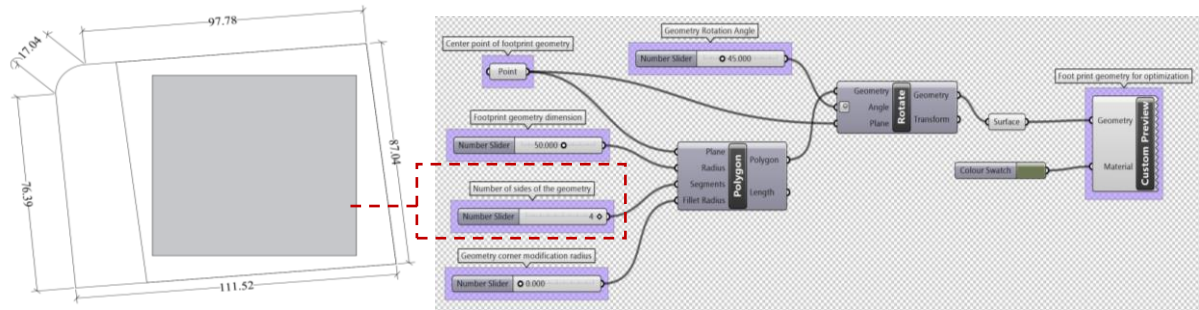 97.78
17.04
76.39
87.04
111.52
Center point of footprint geometry
Point
Geometry Rotation Angle
Number Slider 45.000
Footprint geometry dimension
Number Slider 50.000
Number of sides of the geometry
Number Slider 4
Geometry corner modification radius
Number Slider 0.000
Plane
Radius
Segments
Fillet Radius
Polygon
Polygon
Length
Geometry
Angle
Plane
Rotate
Geometry
Transform
Surface
Colour Swatch
Foot print geometry for optimization
Geometry
Material
Custom Preview